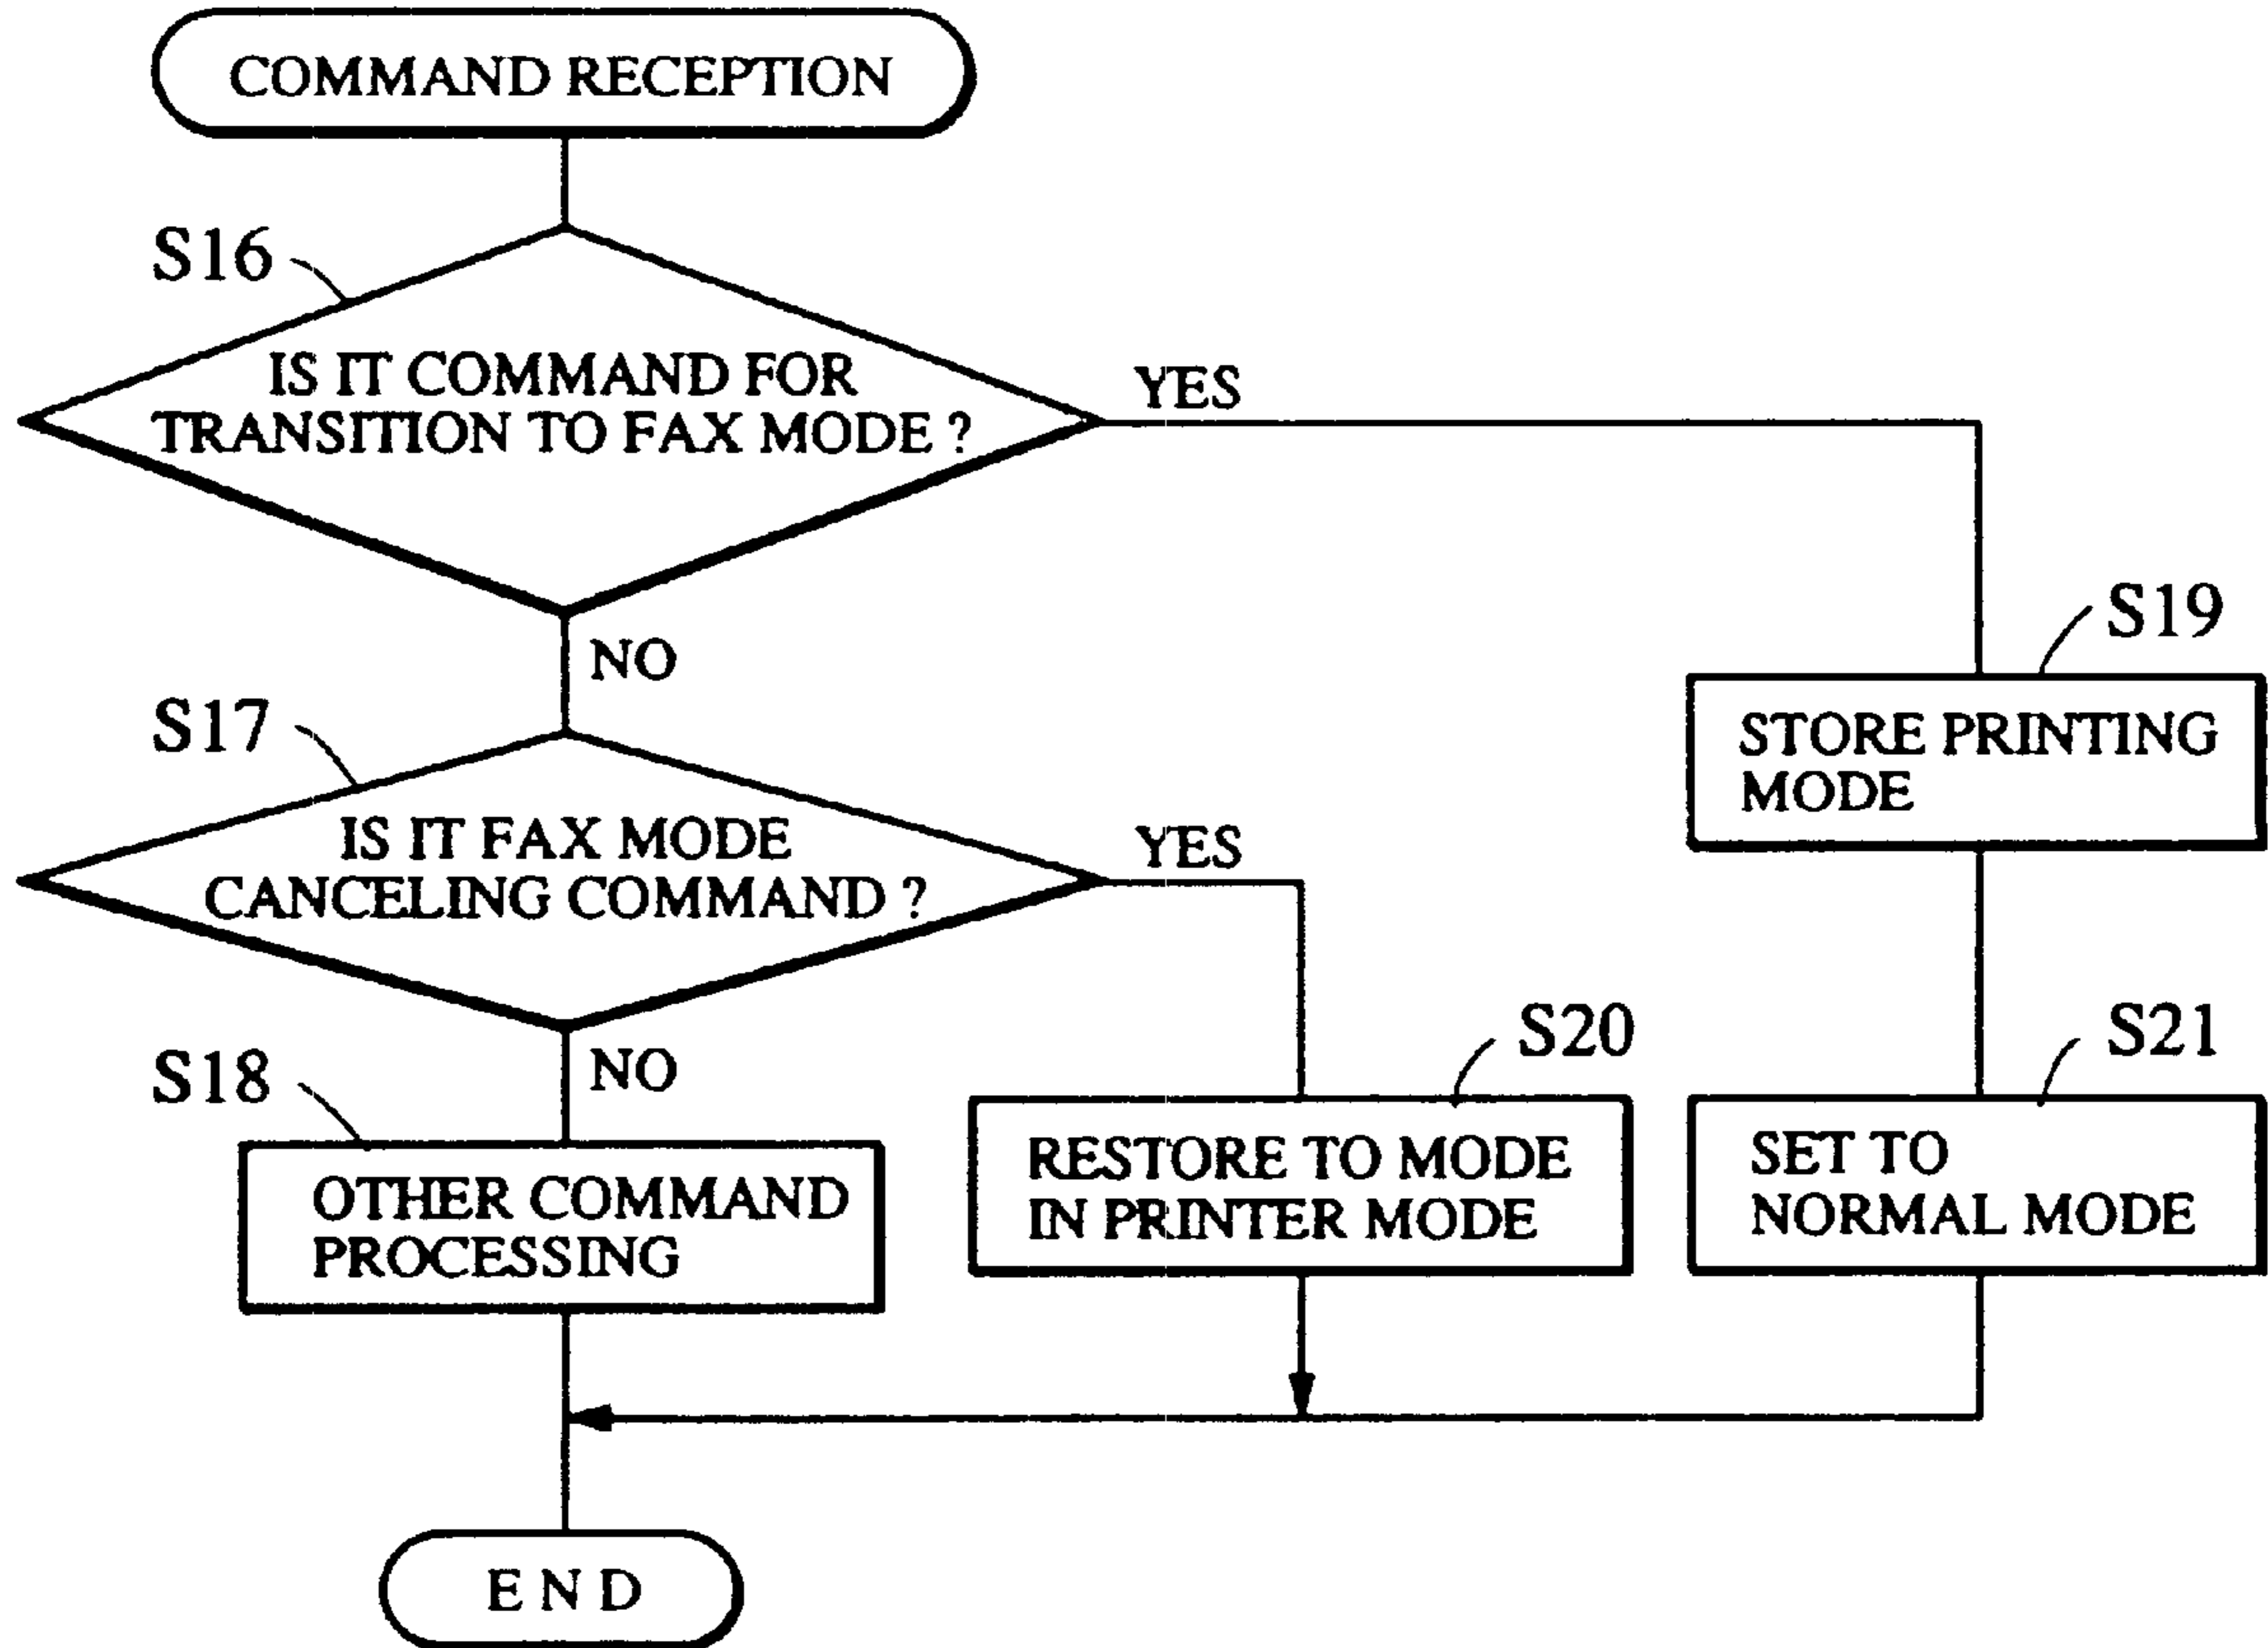 COMMAND RECEPTION
S16
IS IT COMMAND FOR
TRANSITION TO FAX MODE ?
YES
NO
S19
STORE PRINTING
MODE
S17
IS IT FAX MODE
CANCELING COMMAND ?
YES
NO
S18
OTHER COMMAND
PROCESSING
S20
RESTORE TO MODE
IN PRINTER MODE
S21
SET TO
NORMAL MODE
E N D